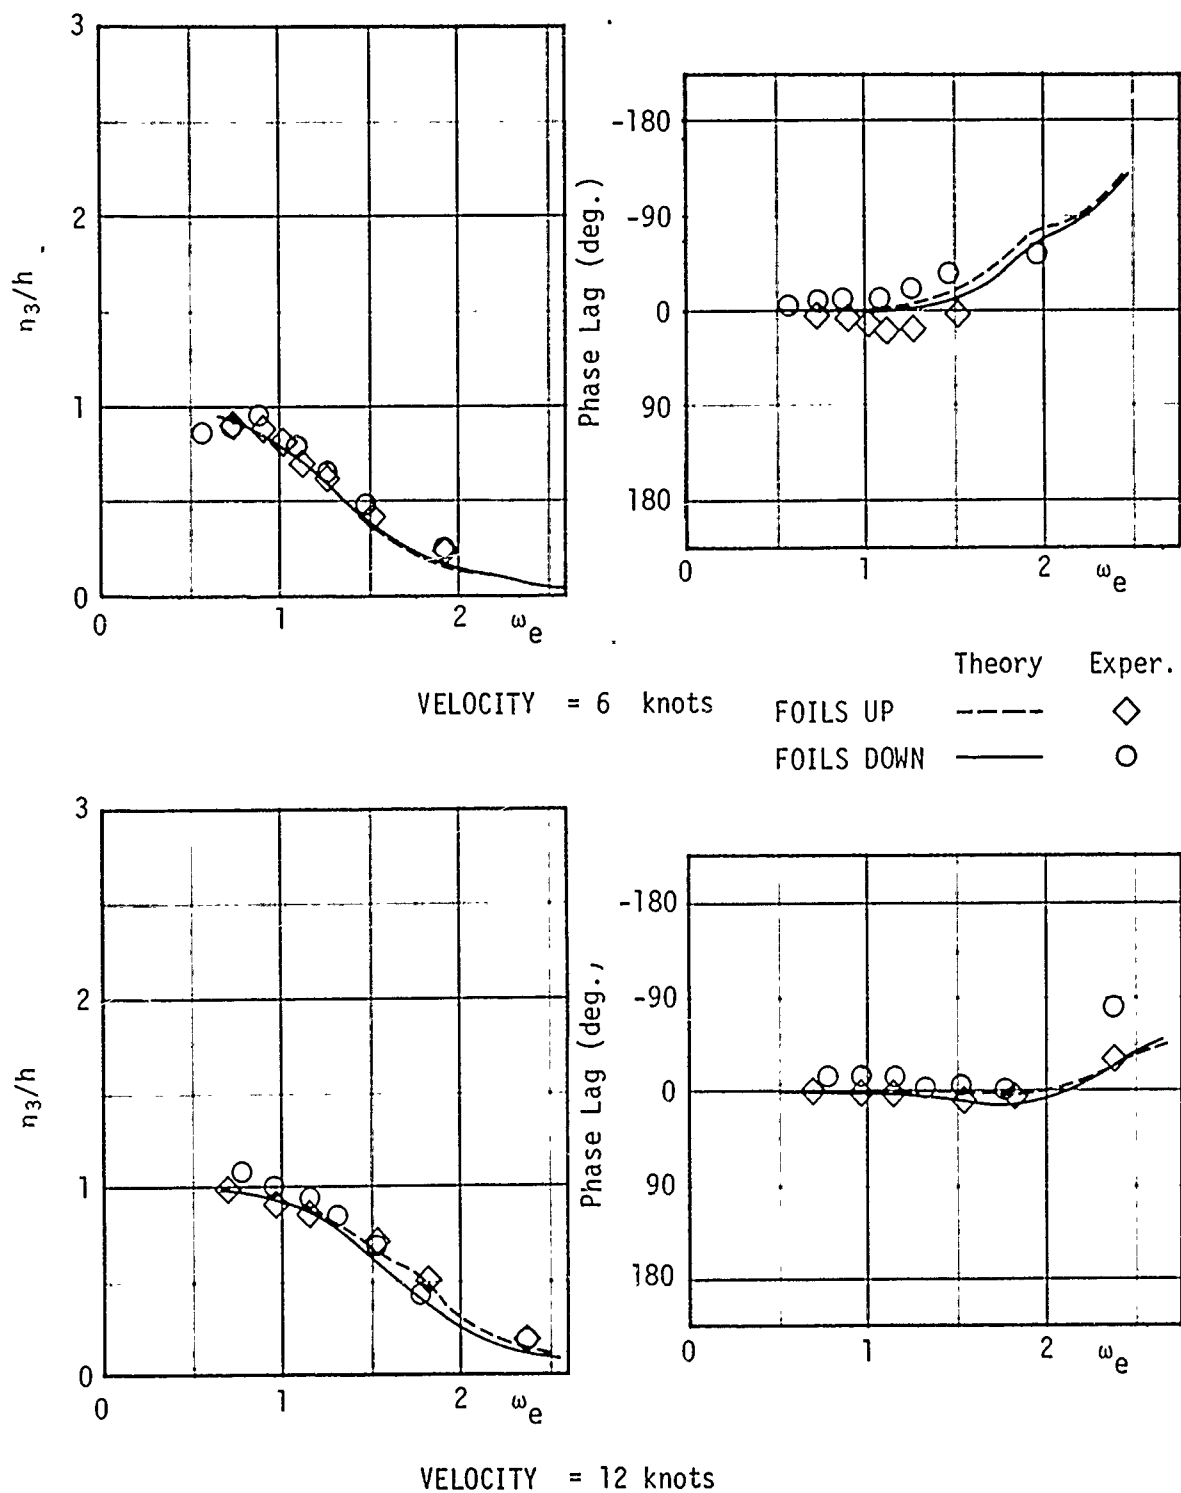 3
2
1
0
η3/h
0 1 2 ωe
-180
-90
0
90
180
Phase Lag (deg.)
0 1 2 ωe
VELOCITY = 6 knots
Theory Exper.
FOILS UP
FOILS DOWN
3
2
1
0
η3/h
0 1 2 ωe
-180
-90
0
90
180
Phase Lag (deg.,
0 1 2 ωe
VELOCITY = 12 knots